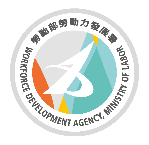 勞動部勞動力發展署
WORKFORCE DEVELOPMENT AGENCY, MINISTRY OF LABOR